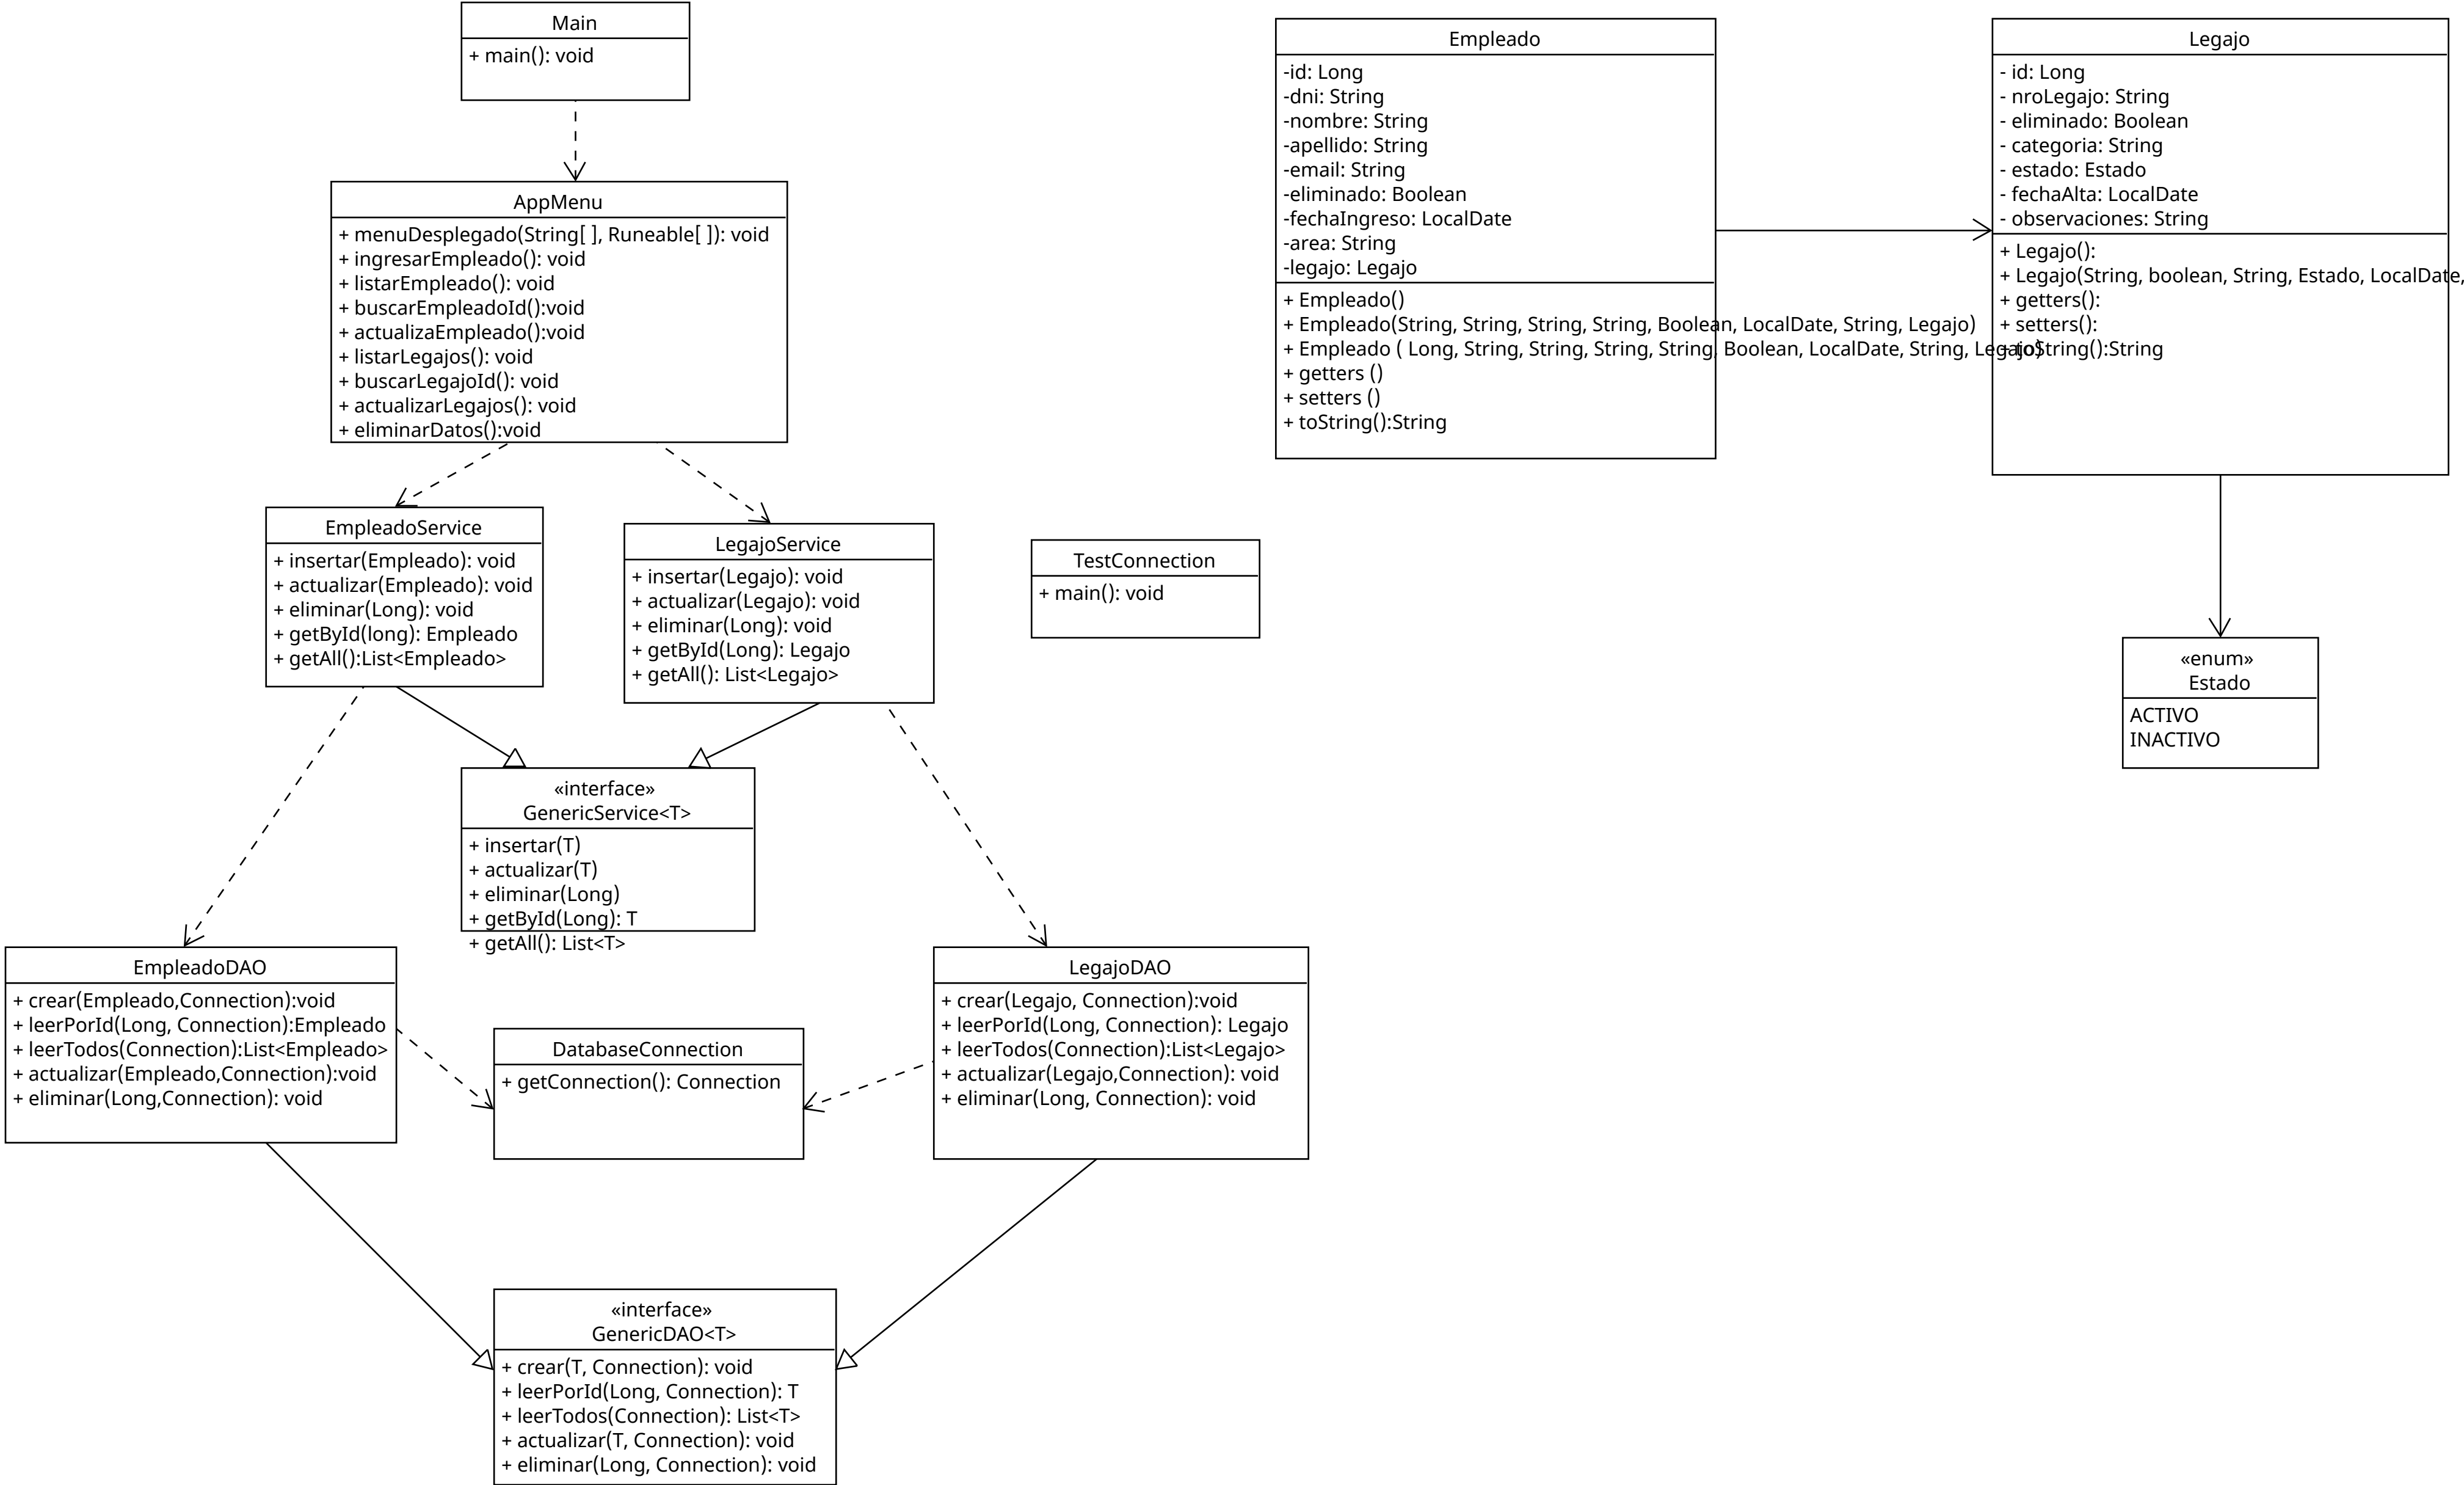 Main
+ main(): void
AppMenu
+ menuDesplegado(String[ ], Runeable[ ]): void
+ ingresarEmpleado(): void
+ listarEmpleado(): void
+ buscarEmpleadoId():void
+ actualizaEmpleado():void
+ listarLegajos(): void
+ buscarLegajoId(): void
+ actualizarLegajos(): void
+ eliminarDatos():void
Empleado
-id: Long
-dni: String
-nombre: String
-apellido: String
-email: String
-eliminado: Boolean
-fechaIngreso: LocalDate
-area: String
-legajo: Legajo
+ Empleado()
+ Empleado(String, String, String, String, Boolean, LocalDate, String, Legajo)
+ Empleado ( Long, String, String, String, String, Boolean, LocalDate, String, Legajo)
+ getters ()
+ setters ()
+ toString():String
Legajo
- id: Long
- nroLegajo: String
- eliminado: Boolean
- categoria: String
- estado: Estado
- fechaAlta: LocalDate
- observaciones: String
+ Legajo():
+ Legajo(String, boolean, String, Estado, LocalDate,
+ getters():
+ setters():
+ toString():String
EmpleadoService
+ insertar(Empleado): void
+ actualizar(Empleado): void
+ eliminar(Long): void
+ getById(long): Empleado
+ getAll():List<Empleado>
LegajoService
+ insertar(Legajo): void
+ actualizar(Legajo): void
+ eliminar(Long): void
+ getById(Long): Legajo
+ getAll(): List<Legajo>
TestConnection
+ main(): void
«enum»
Estado
ACTIVO
INACTIVO
«interface»
GenericService<T>
+ insertar(T)
+ actualizar(T)
+ eliminar(Long)
+ getById(Long): T
+ getAll(): List<T>
EmpleadoDAO
+ crear(Empleado,Connection):void
+ leerPorId(Long, Connection):Empleado
+ leerTodos(Connection):List<Empleado>
+ actualizar(Empleado,Connection):void
+ eliminar(Long,Connection): void
DatabaseConnection
+ getConnection(): Connection
LegajoDAO
+ crear(Legajo, Connection):void
+ leerPorId(Long, Connection): Legajo
+ leerTodos(Connection):List<Legajo>
+ actualizar(Legajo,Connection): void
+ eliminar(Long, Connection): void
«interface»
GenericDAO<T>
+ crear(T, Connection): void
+ leerPorId(Long, Connection): T
+ leerTodos(Connection): List<T>
+ actualizar(T, Connection): void
+ eliminar(Long, Connection): void